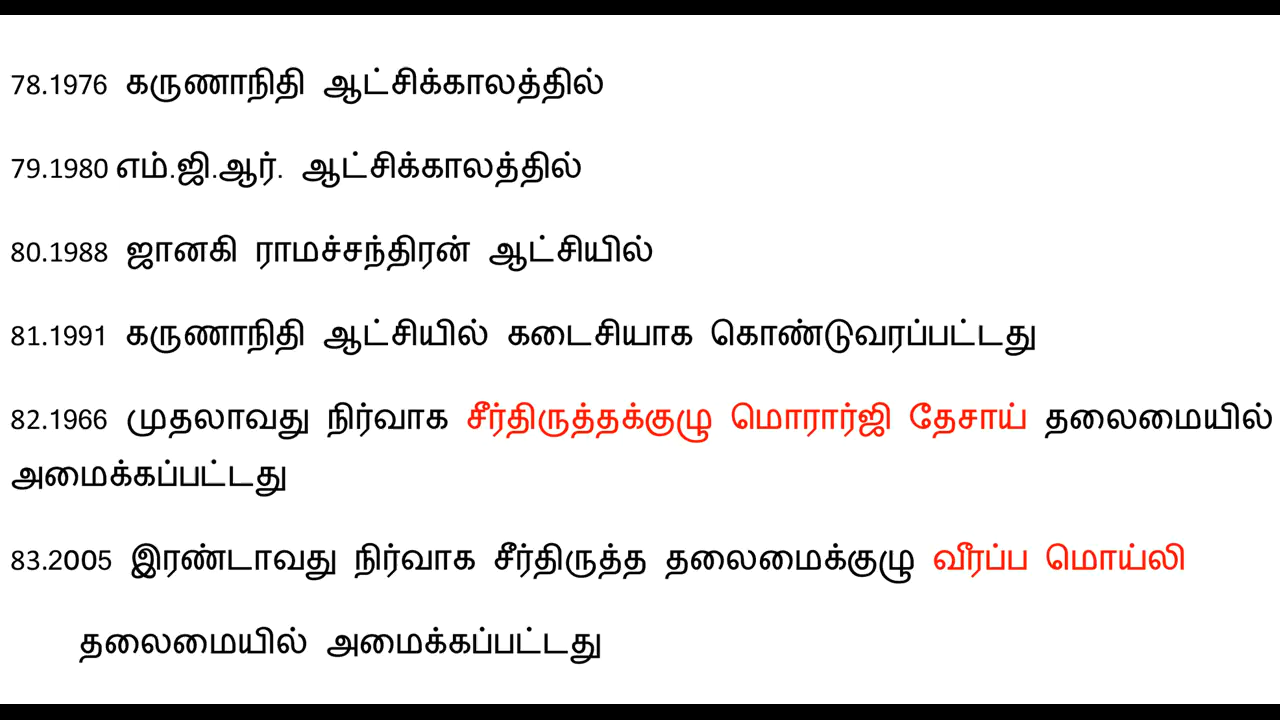 78.1976 கருணாநிதி ஆட்சிக்காலத்தில்
79.1980 எம்.ஜி.ஆர். ஆட்சிக்காலத்தில்
80.1988 ஜானகி ராமச்சந்திரன் ஆட்சியில்
81.1991 கருணாநிதி ஆட்சியில் கடைசியாக கொண்டுவரப்பட்டது
82.1966 முதலாவது நிர்வாக சீர்திருத்தக்குழு மொரார்ஜி தேசாய் தலைமையில்
அமைக்கப்பட்டது
83.2005 இரண்டாவது நிர்வாக சீர்திருத்த தலைமைக்குழு வீரப்ப மொய்லி
தலைமையில் அமைக்கப்பட்டது